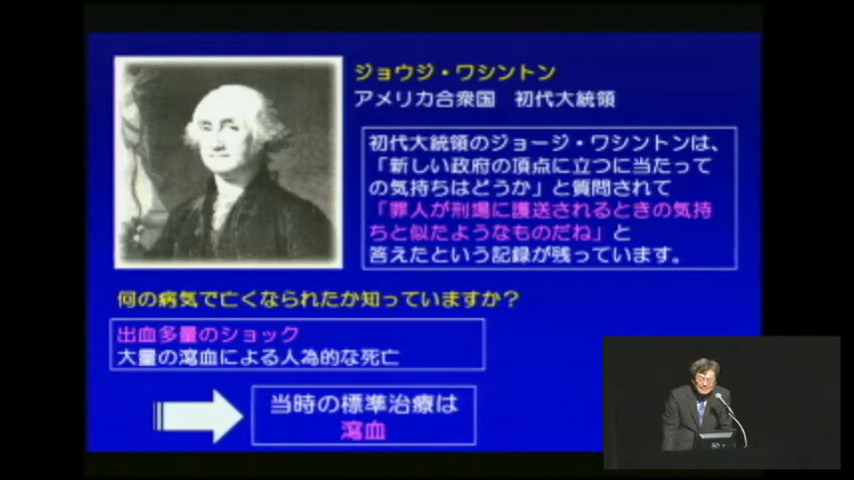 ジョウジ・ワシントン
アメリカ合衆国 初代大統領
初代大統領のジョージ・ワシントンは、
「新しい政府の頂点に立つに当たって
の気持ちはどうか」と質問されて
「罪人が刑場に護送されるときの気持
ちと似たようなものだね」と
答えたという記録が残っています。
何の病気で亡くなられたか知っていますか？
出血多量のショック
大量の瀉血による人為的な死亡
当時の標準治療は
瀉血